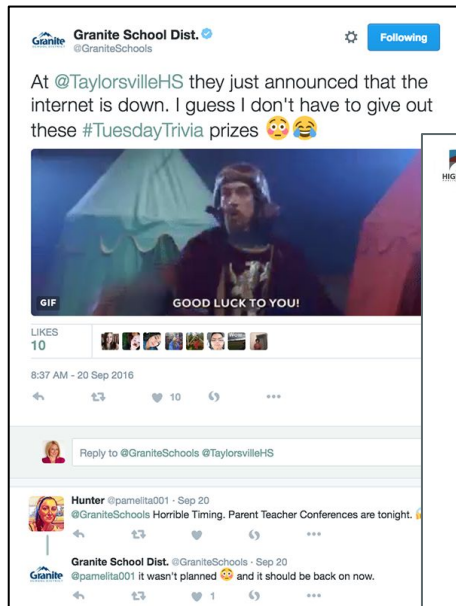 Granite
Granite School Dist.
@GraniteSchools
Following
At @TaylorsvilleHS they just announced that the
internet is down. I guess I don't have to give out
these #TuesdayTrivia prizes 😳😂
HIG
GIF
GOOD LUCK TO YOU!
LIKES
10
8:37 AM - 20 Sep 2016
10
Reply to @GraniteSchools @TaylorsvilleHS
Hunter @pamelita001 · Sep 20
@GraniteSchools Horrible Timing. Parent Teacher Conferences are tonight.
Granite School Dist. @GraniteSchools · Sep 20
Granite
@pamelita001 it wasn't planned 😳 and it should be back on now.
1